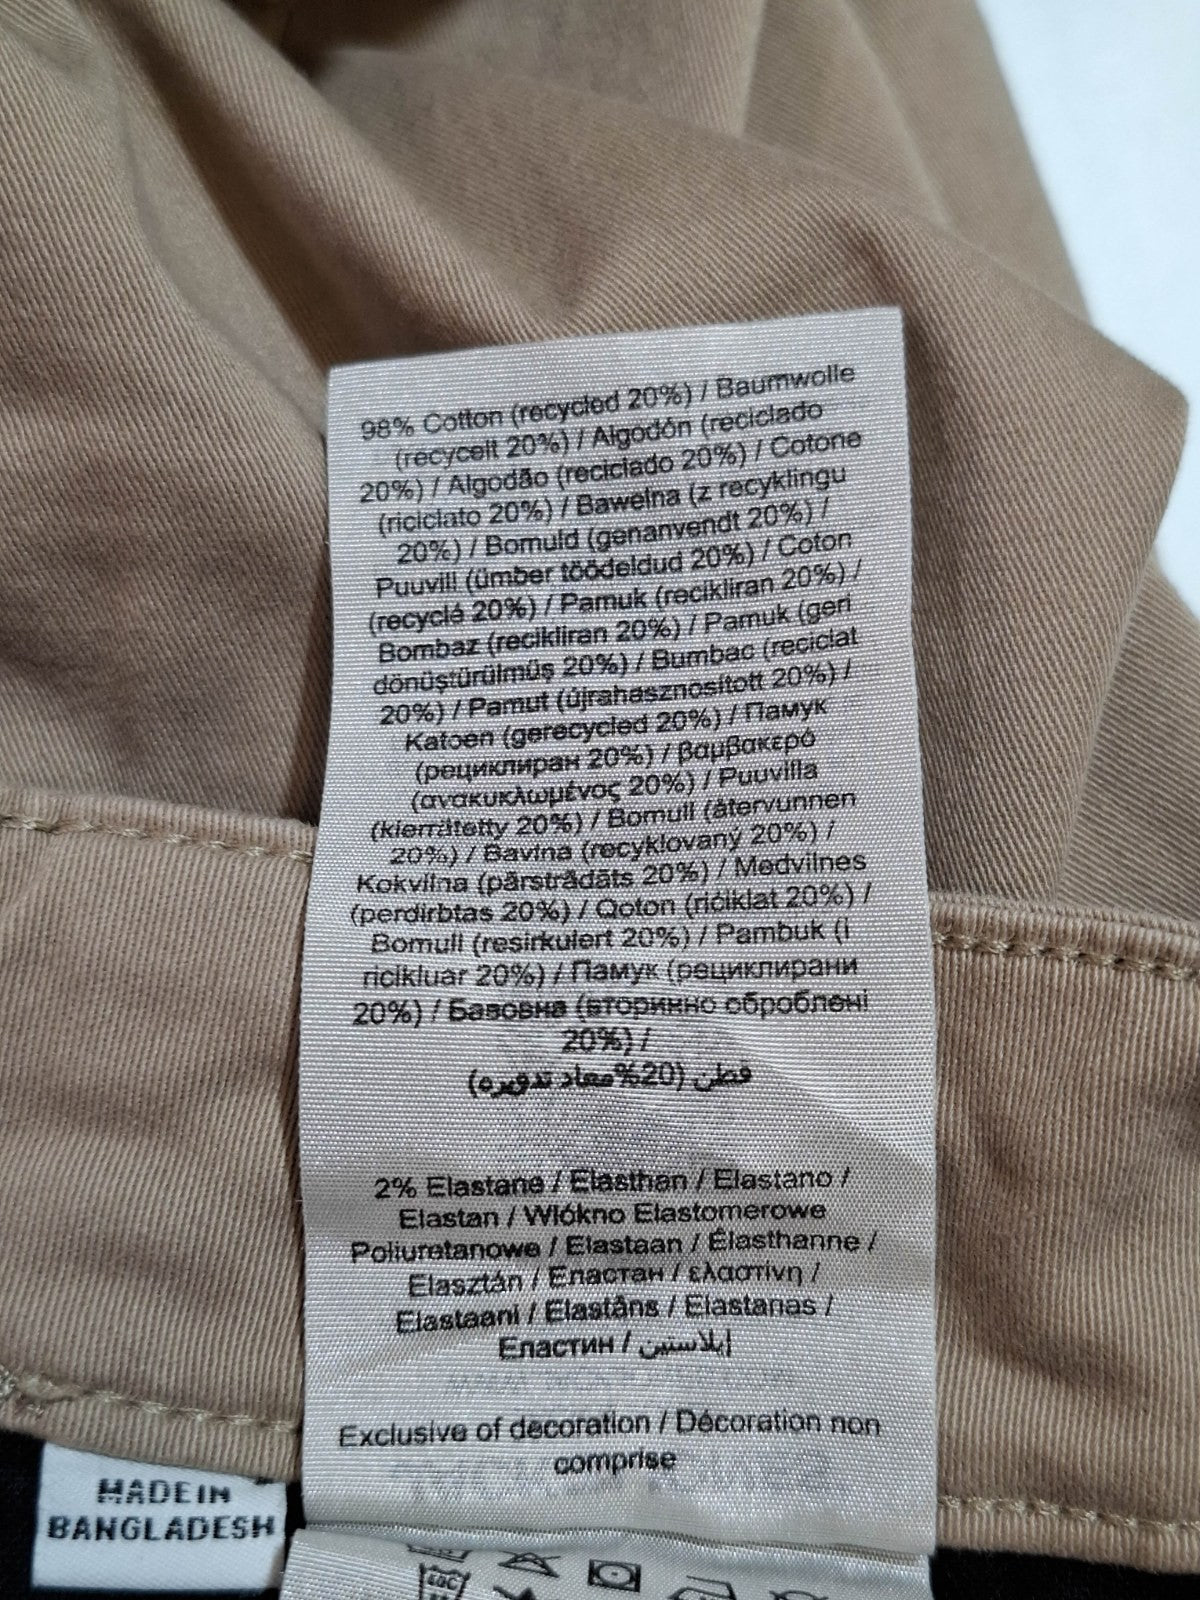 98% Cotton (recycled 20%) / Baumwolle
(recycelt 20%) / Algodón (reciclado
20%) / Algodão (reciclado 20%) / Cotone
(riciclato 20%) / Bawełna (z recyklingu
20%) / Bomuld (genanvendt 20%) /
Puuvill (ümber töödeldud 20%) / Coton
(recyclé 20%) / Pamuk (recikliran 20%) /
Bombaz (recikliran 20%) / Pamuk (geri
dönüştürülmüş 20%) / Bumbac (reciclat
20%) / Pamut (újrahasznosított 20%) /
Katoen (gerecycled 20%) / Памук
(рециклиран 20%) / βαμβακερό
(ανακυκλωμένος 20%) / Puuvilla
(kierrätetty 20%) / Bomull (återvunnen
20%) / Bavlna (recyklovaný 20%) /
Kokvilna (pārstrādāts 20%) / Medvilnes
(perdirbtas 20%) / Qoton (riċiklat 20%) /
Bomull (resirkulert 20%) / Pambuk (i
riciklurar 20%) / Памук (рециклирани
20%) / Бавовна (вторинно оброблені
20%) /
قطن (20%معاد تدويره)
2% Elastane / Elasthan / Elastano /
Elastan / Włókno Elastomerowe
Poliuretanowe / Elastaan / Élasthanne /
Elasztán / Еластан / ελαστίνη /
Elastaani / Elastāns / Elastanas /
Еластин / إيلاستين
Exclusive of decoration / Décoration non
comprise
MADE IN
BANGLADESH